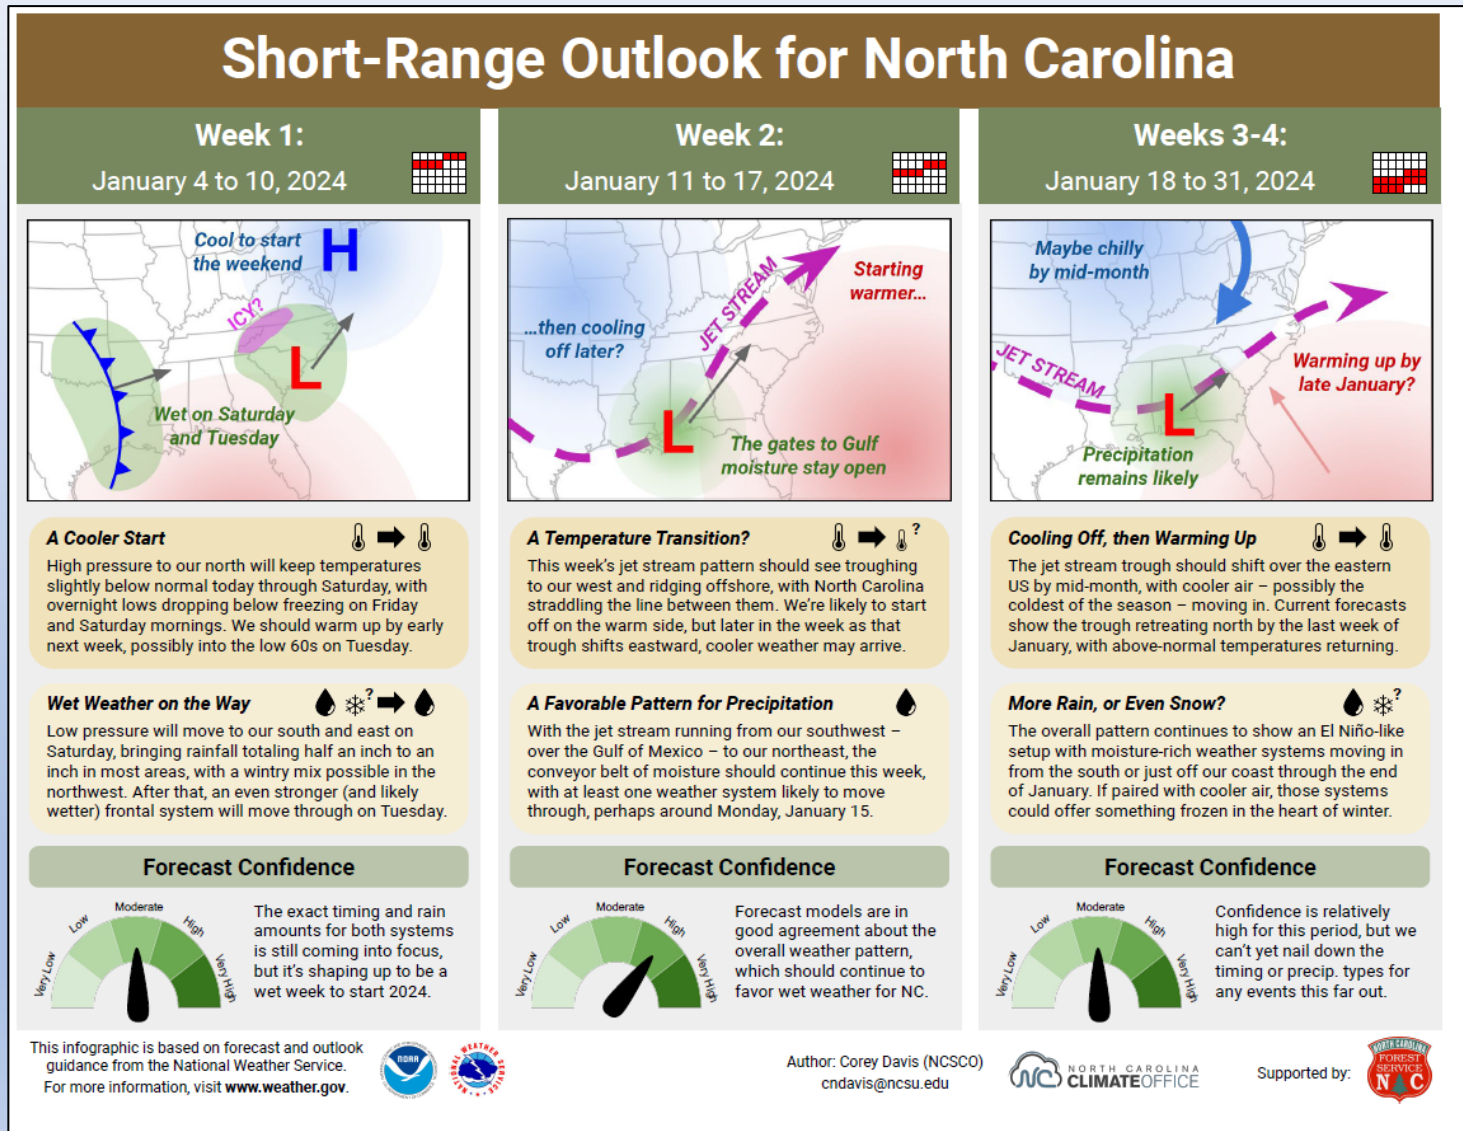 Short-Range Outlook for North Carolina
Week 1:
January 4 to 10, 2024
Cool to start
the weekend
H
ICY?
L
Wet on Saturday
and Tuesday
A Cooler Start
High pressure to our north will keep temperatures
slightly below normal today through Saturday, with
overnight lows dropping below freezing on Friday
and Saturday mornings. We should warm up by early
next week, possibly into the low 60s on Tuesday.
Wet Weather on the Way
?
Low pressure will move to our south and east on
Saturday, bringing rainfall totaling half an inch to an
inch in most areas, with a wintry mix possible in the
northwest. After that, an even stronger (and likely
wetter) frontal system will move through on Tuesday.
Forecast Confidence
Very Low
Low
Moderate
High
Very High
The exact timing and rain
amounts for both systems
is still coming into focus,
but it's shaping up to be a
wet week to start 2024.
Week 2:
January 11 to 17, 2024
JET STREAM
Starting
warmer...
...then cooling
off later?
L
The gates to Gulf
moisture stay open
A Temperature Transition?
?
This week's jet stream pattern should see troughing
to our west and ridging offshore, with North Carolina
straddling the line between them. We're likely to start
off on the warm side, but later in the week as that
trough shifts eastward, cooler weather may arrive.
A Favorable Pattern for Precipitation
With the jet stream running from our southwest –
over the Gulf of Mexico – to our northeast, the
conveyor belt of moisture should continue this week,
with at least one weather system likely to move
through, perhaps around Monday, January 15.
Forecast Confidence
Very Low
Low
Moderate
High
Very High
Forecast models are in
good agreement about the
overall weather pattern,
which should continue to
favor wet weather for NC.
Weeks 3-4:
January 18 to 31, 2024
Maybe chilly
by mid-month
JET STREAM
Warming up by
late January?
L
Precipitation
remains likely
Cooling Off, then Warming Up
The jet stream trough should shift over the eastern
US by mid-month, with cooler air – possibly the
coldest of the season – moving in. Current forecasts
show the trough retreating north by the last week of
January, with above-normal temperatures returning.
More Rain, or Even Snow?
?
The overall pattern continues to show an El Niño-like
setup with moisture-rich weather systems moving in
from the south or just off our coast through the end
of January. If paired with cooler air, those systems
could offer something frozen in the heart of winter.
Forecast Confidence
Very Low
Low
Moderate
High
Very High
Confidence is relatively
high for this period, but we
can't yet nail down the
timing or precip. types for
any events this far out.
This infographic is based on forecast and outlook
guidance from the National Weather Service.
For more information, visit www.weather.gov.
NOAA
NATIONAL WEATHER SERVICE
Author: Corey Davis (NCSCO)
cndavis@ncsu.edu
NC
NORTH CAROLINA
CLIMATEOFFICE
Supported by:
NORTH CAROLINA
FOREST
SERVICE
N C